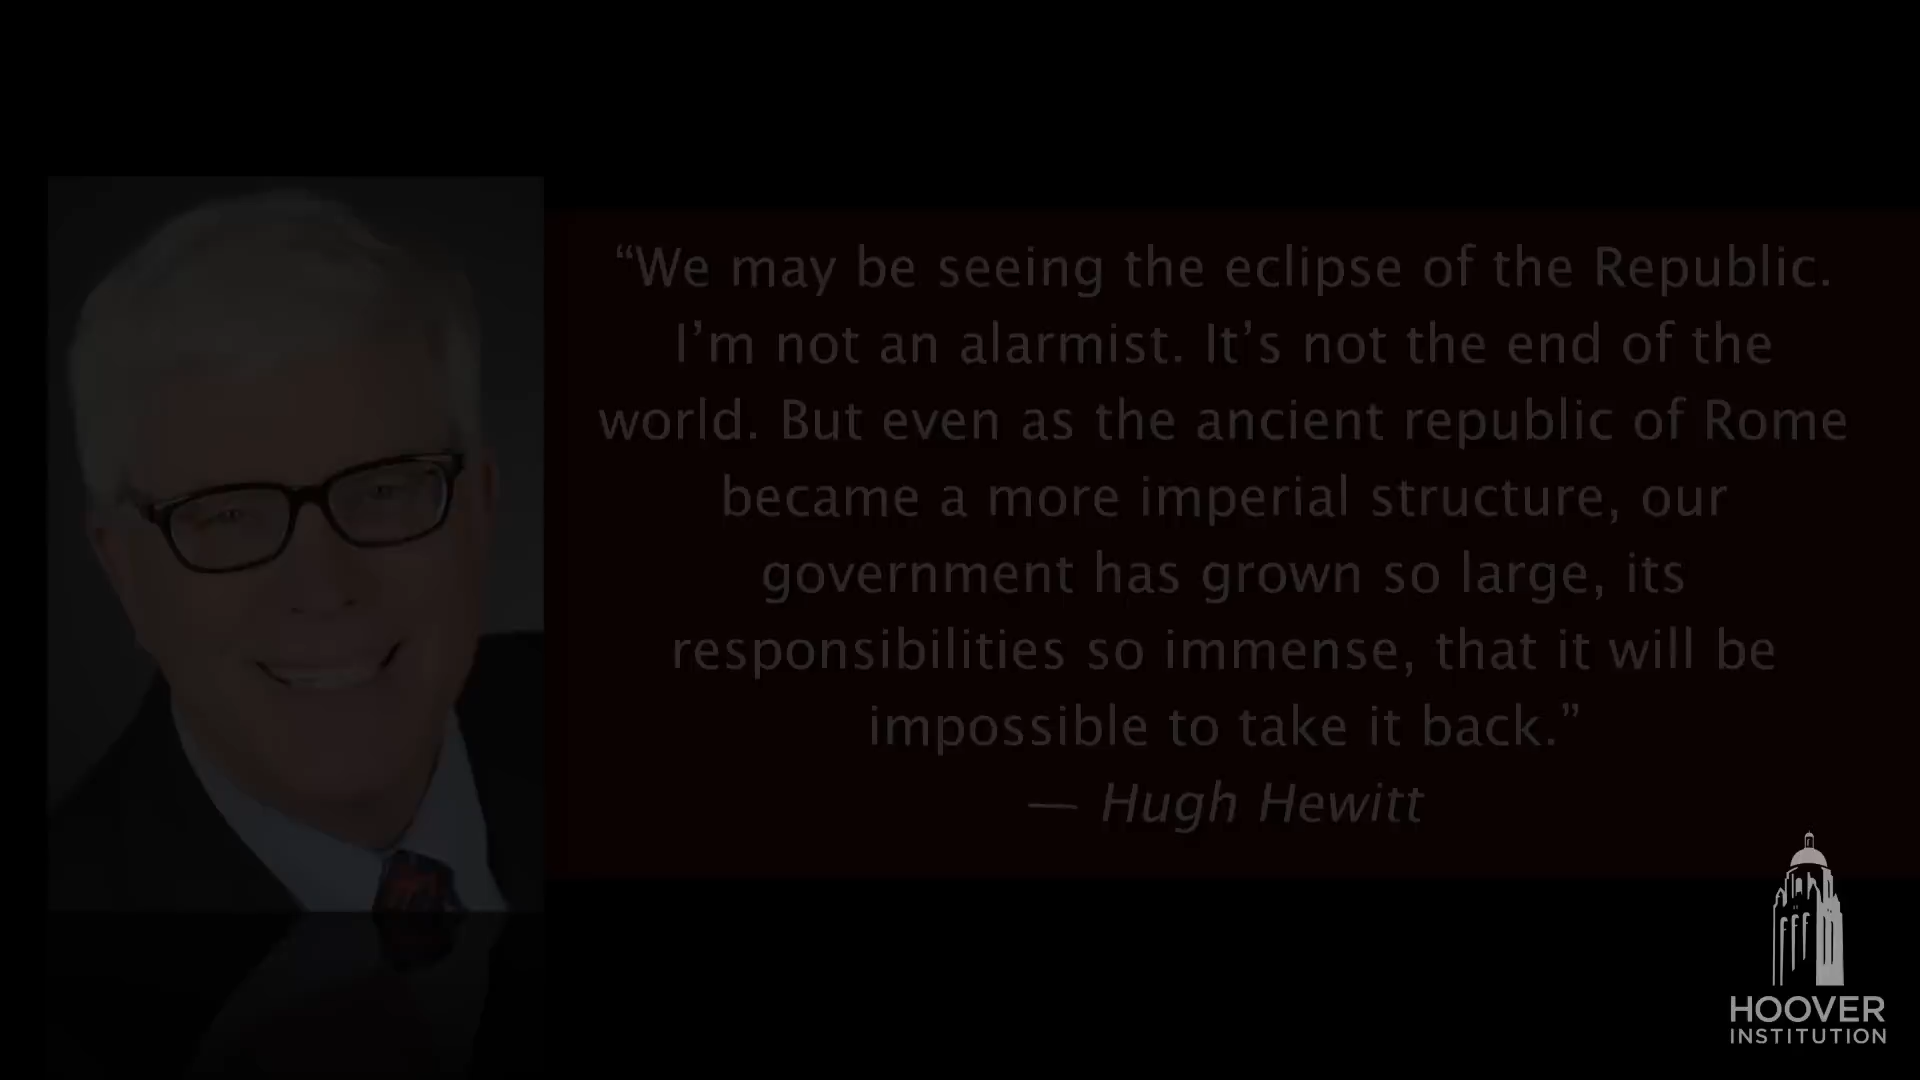 “We may be seeing the eclipse of the Republic.
I’m not an alarmist. It’s not the end of the
world. But even as the ancient republic of Rome
became a more imperial structure, our
government has grown so large, its
responsibilities so immense, that it will be
impossible to take it back.”
— Hugh Hewitt
HOOVER
INSTITUTION